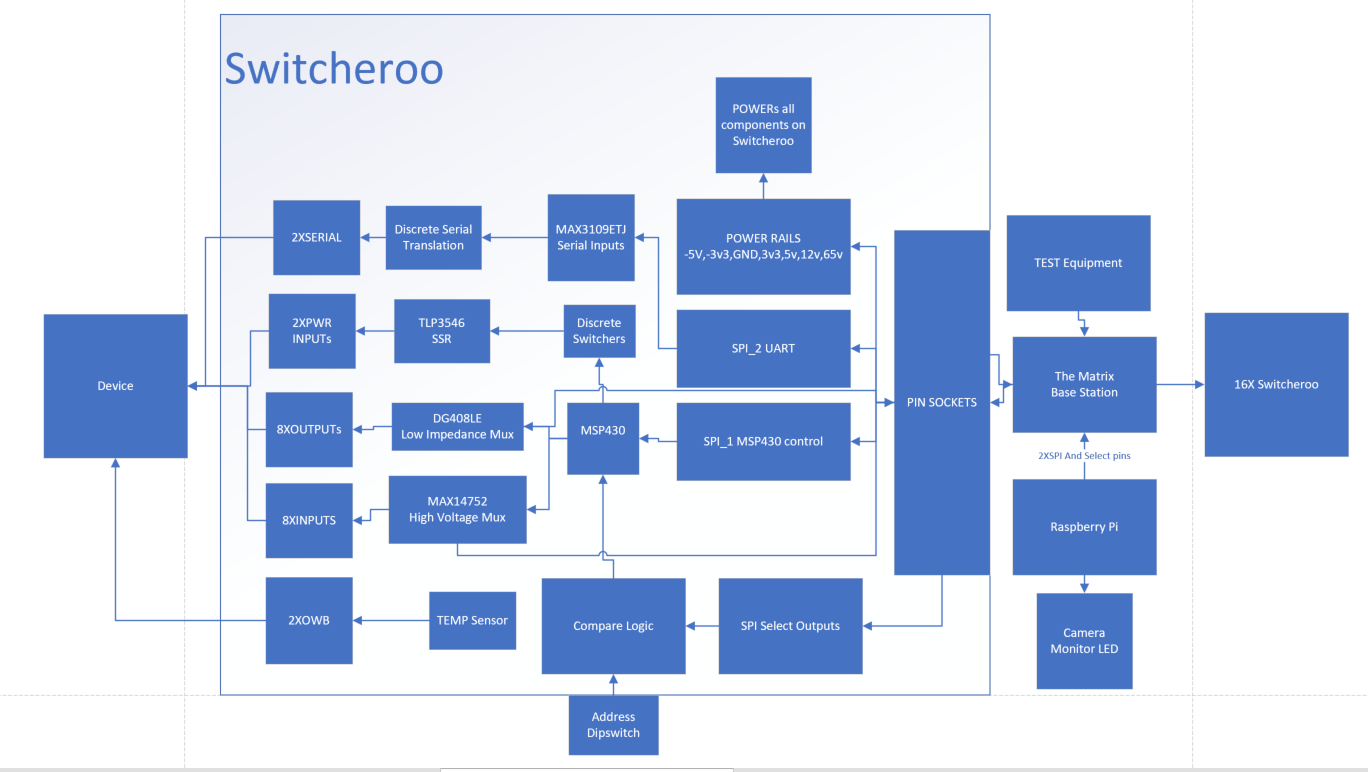 Switcheroo
POWERs all
components on
Switcheroo
2XSERIAL
Discrete Serial
Translation
MAX3109ETJ
Serial Inputs
POWER RAILS
-5V,-3v3,GND,3v3,5v,12v,65v
TEST Equipment
2XPWR
INPUTs
TLP3546
SSR
Discrete
Switchers
SPI_2 UART
Device
PIN SOCKETS
The Matrix
Base Station
16X Switcheroo
8XOUTPUTs
DG408LE
Low Impedance Mux
MSP430
SPI_1 MSP430 control
2XSPI And Select pins
8XINPUTS
MAX14752
High Voltage Mux
Raspberry Pi
2XOWB
TEMP Sensor
Compare Logic
SPI Select Outputs
Camera
Monitor LED
Address
Dipswitch